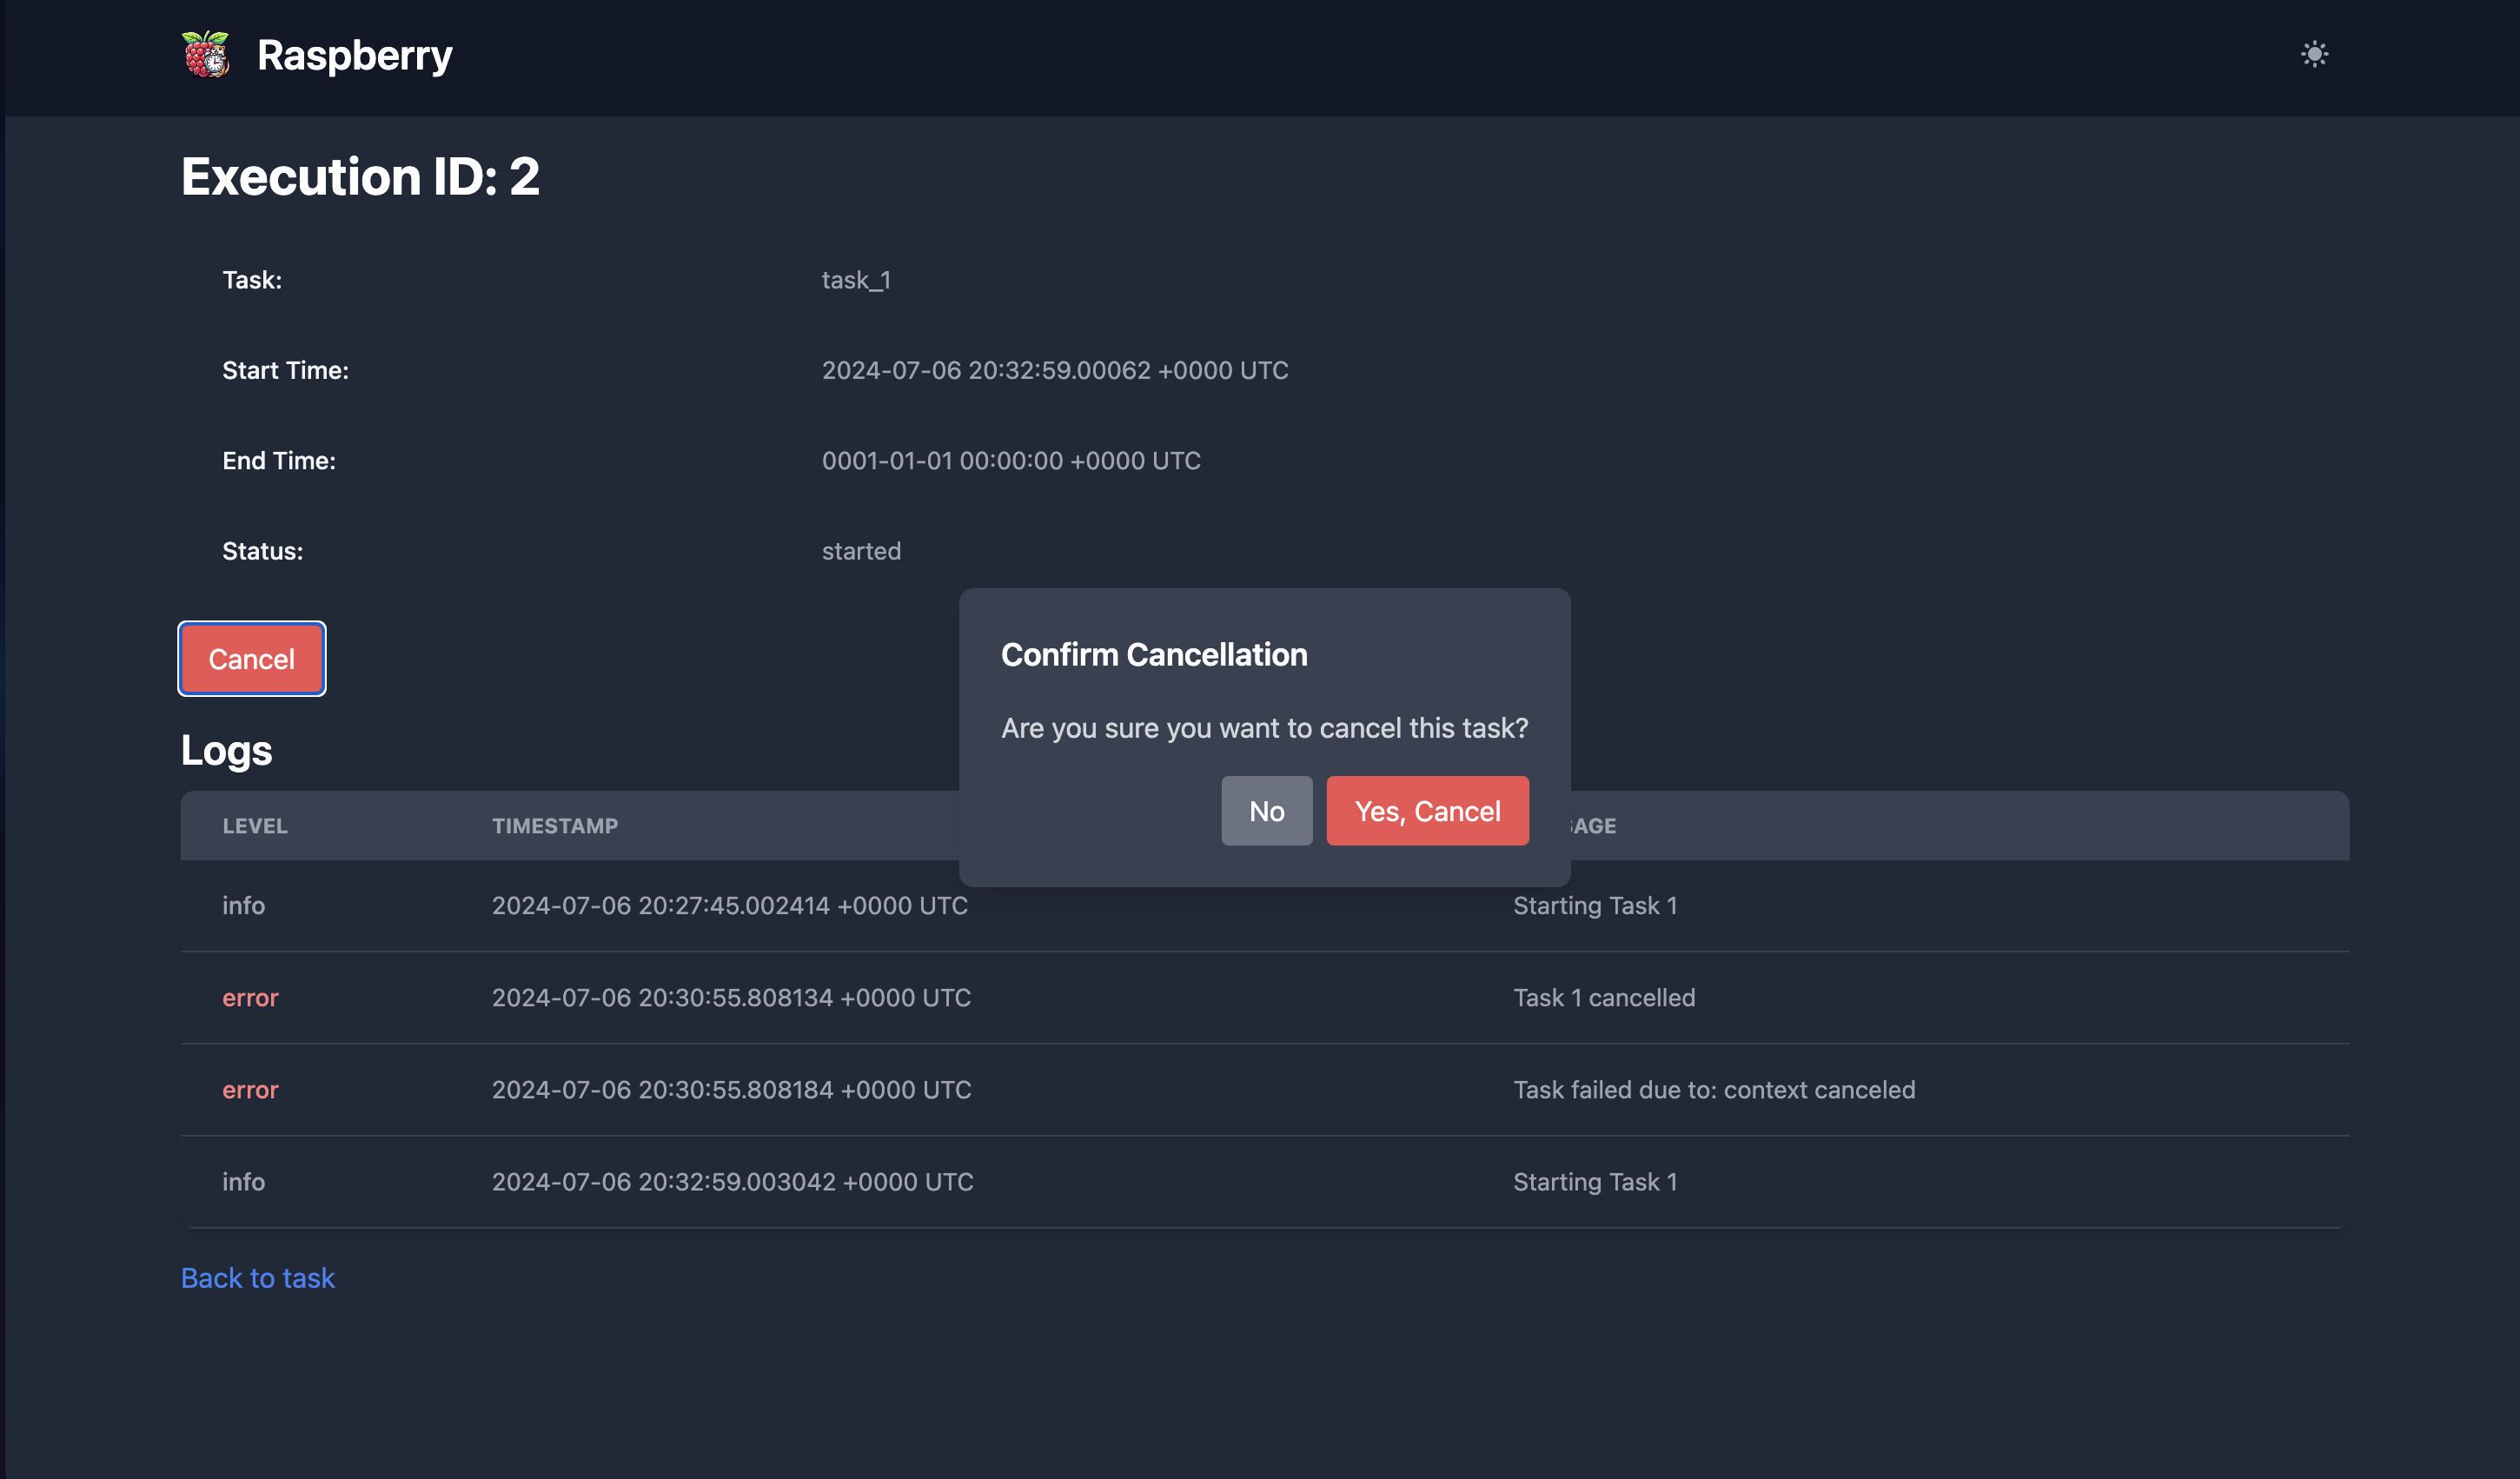 Raspberry
Execution ID: 2
Task: task_1
Start Time: 2024-07-06 20:32:59.00062 +0000 UTC
End Time: 0001-01-01 00:00:00 +0000 UTC
Status: started
Cancel
Confirm Cancellation
Are you sure you want to cancel this task?
No Yes, Cancel
Logs
LEVEL TIMESTAMP
info 2024-07-06 20:27:45.002414 +0000 UTC Starting Task 1
error 2024-07-06 20:30:55.808134 +0000 UTC Task 1 cancelled
error 2024-07-06 20:30:55.808184 +0000 UTC Task failed due to: context canceled
info 2024-07-06 20:32:59.003042 +0000 UTC Starting Task 1
Back to task